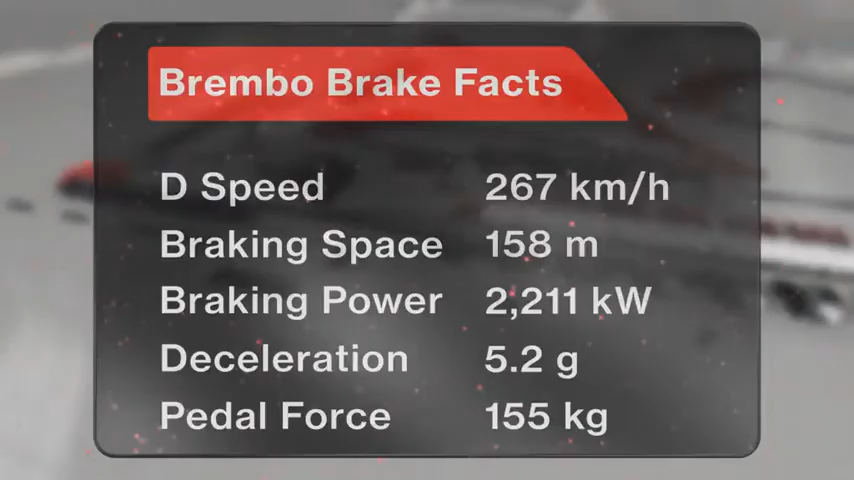 Brembo Brake Facts
D Speed 267 km/h
Braking Space 158 m
Braking Power 2,211 kW
Deceleration 5.2 g
Pedal Force 155 kg